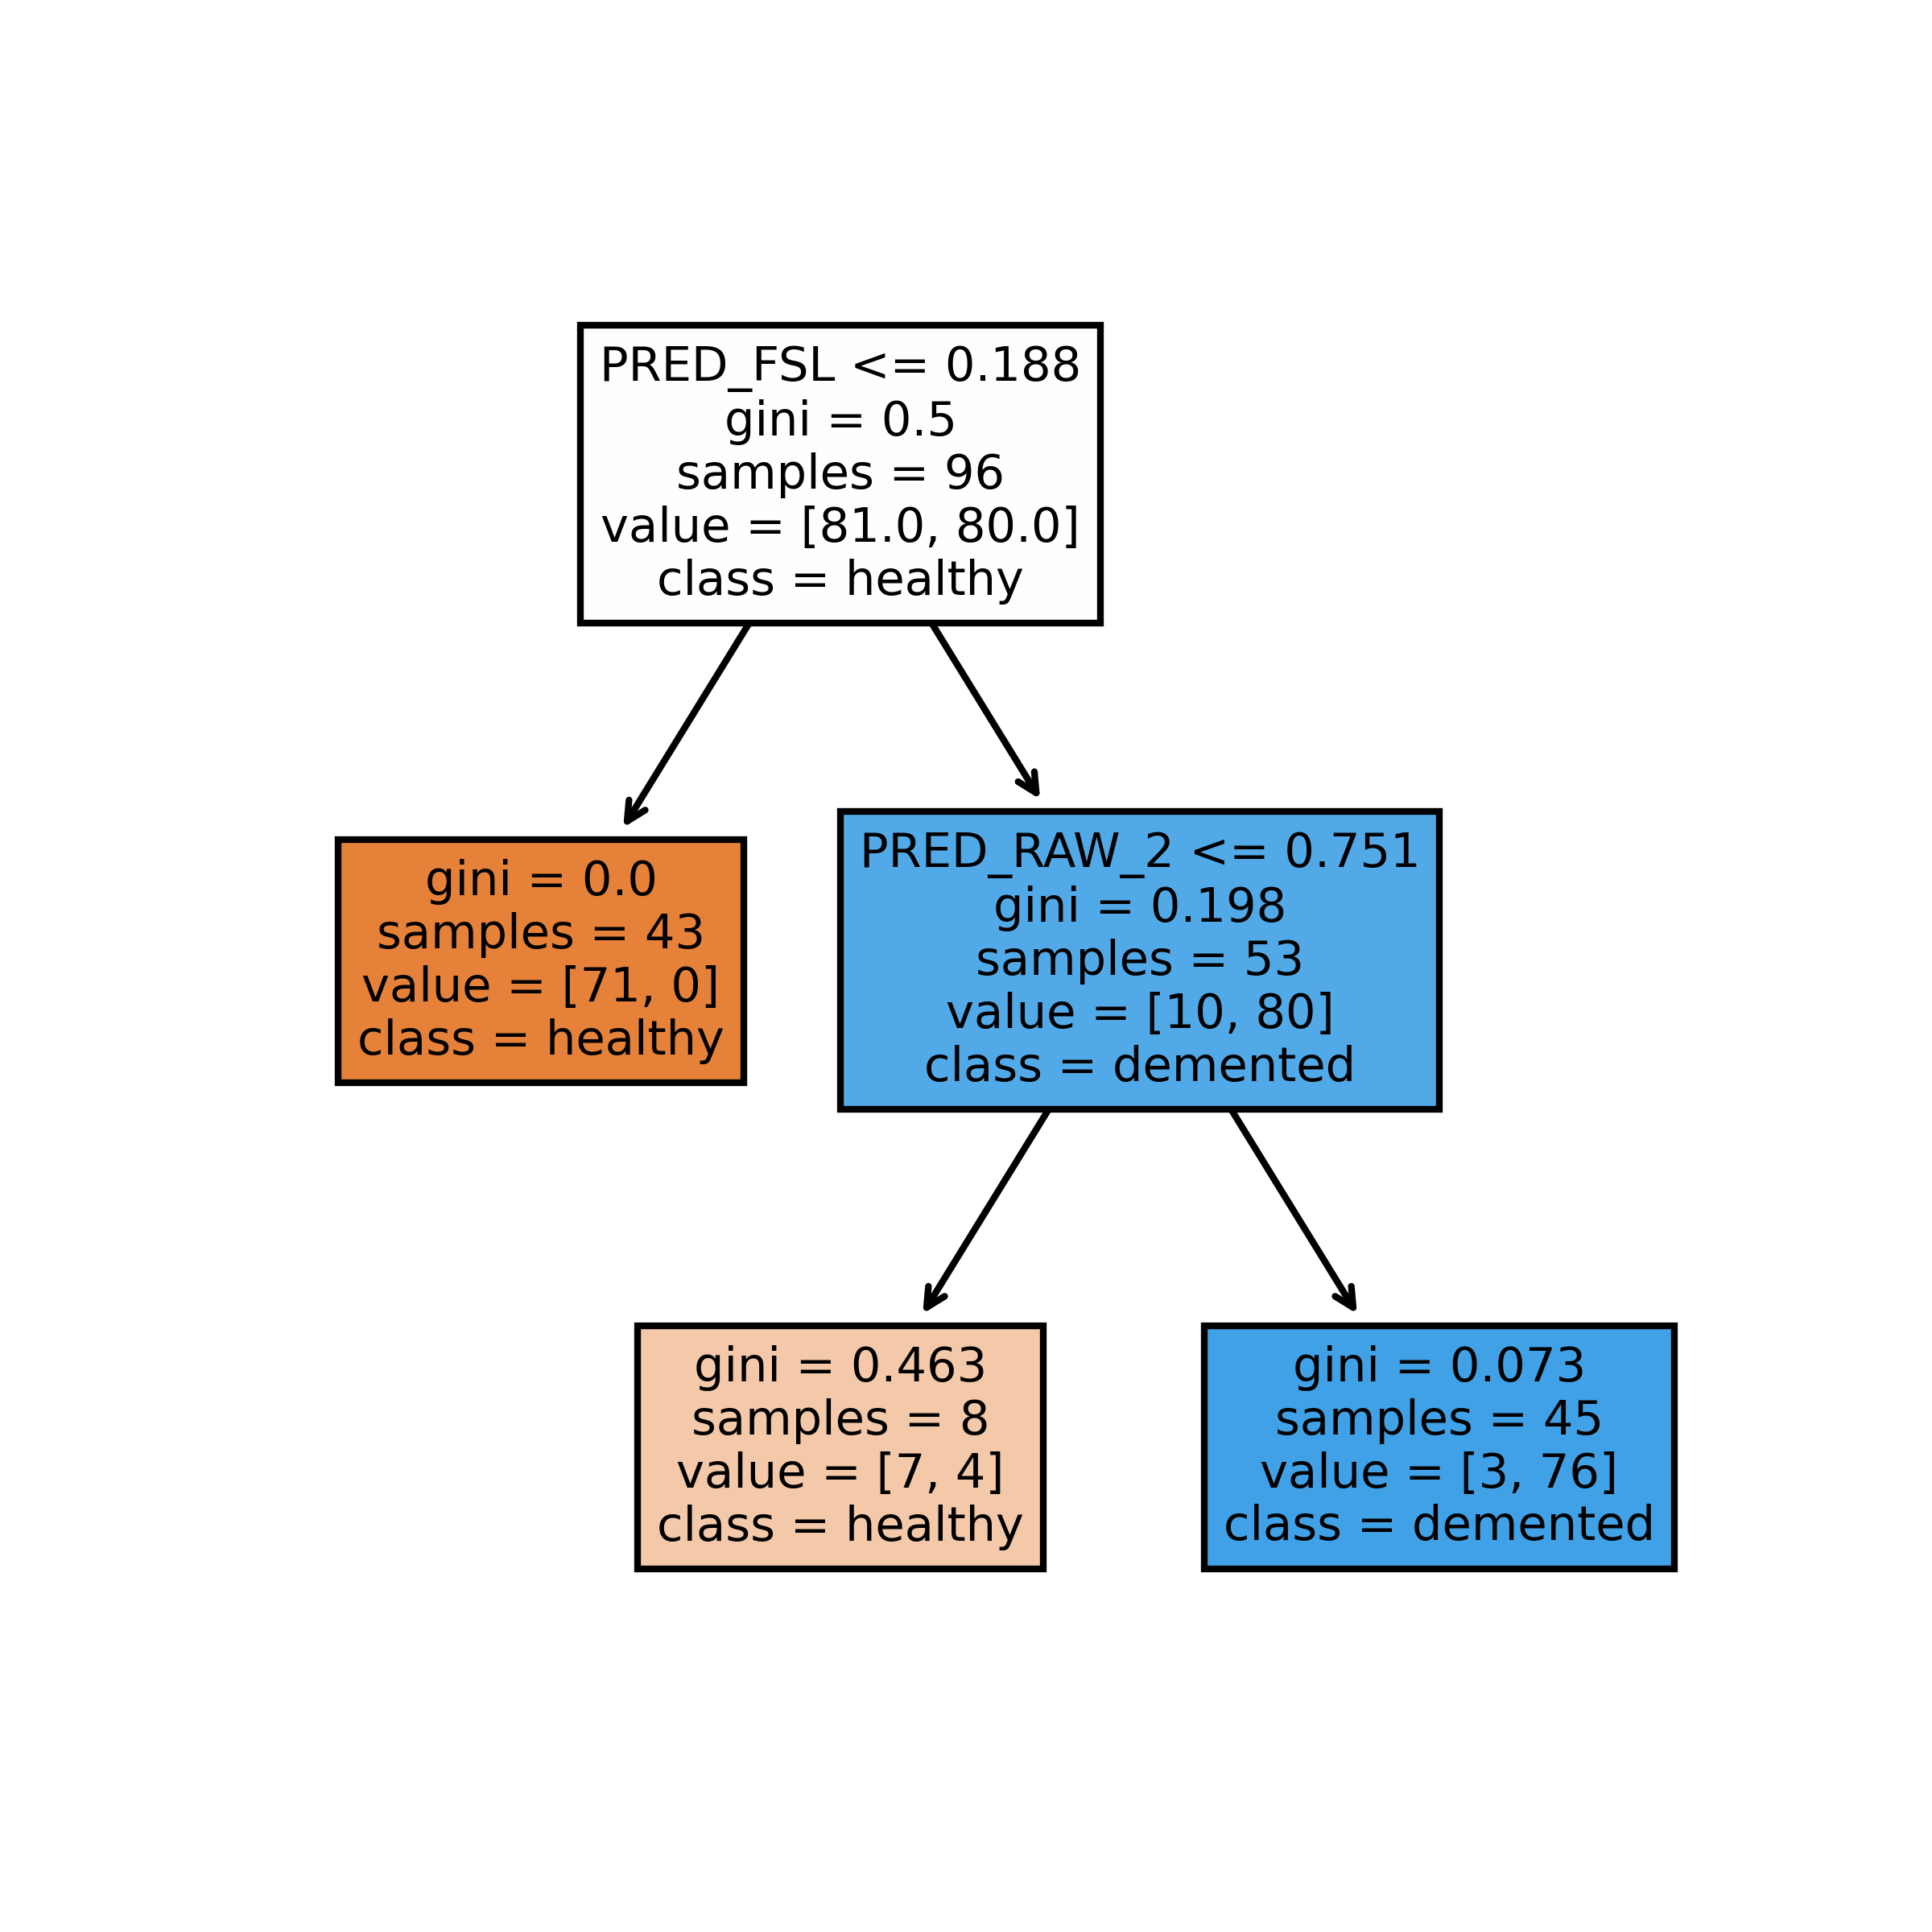 PRED_FSL <= 0.188
gini = 0.5
samples = 96
value = [81.0, 80.0]
class = healthy
gini = 0.0
samples = 43
value = [71, 0]
class = healthy
PRED_RAW_2 <= 0.751
gini = 0.198
samples = 53
value = [10, 80]
class = demented
gini = 0.463
samples = 8
value = [7, 4]
class = healthy
gini = 0.073
samples = 45
value = [3, 76]
class = demented